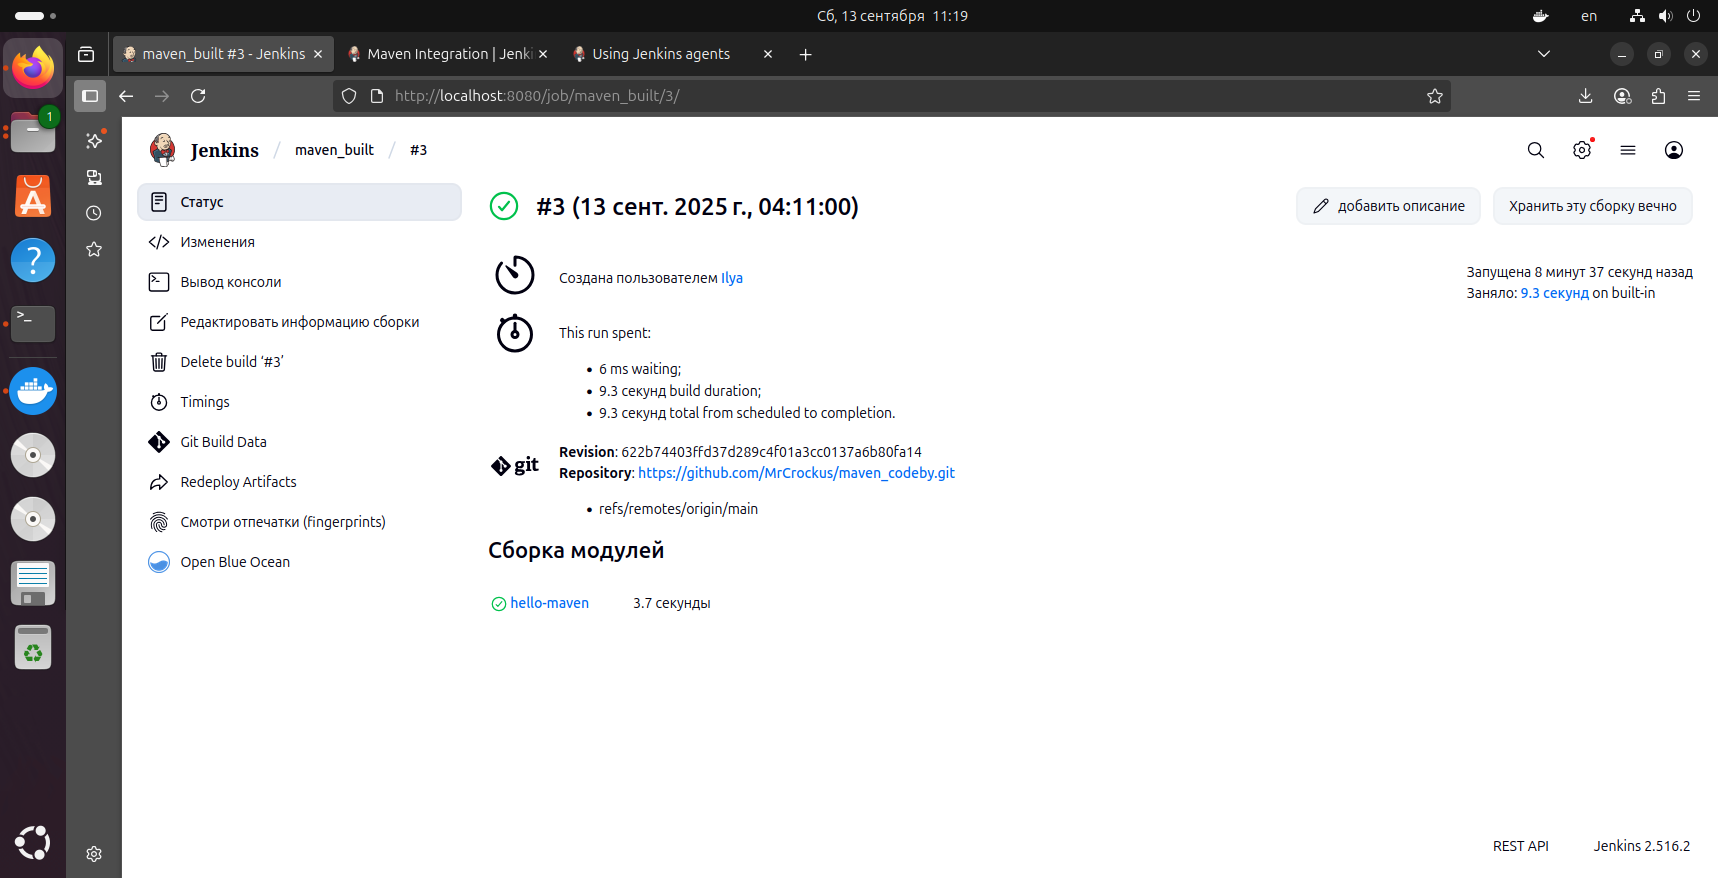 Сб, 13 сентября 11:19
en
maven_built #3 - Jenkins
Maven Integration | Jenki
Using Jenkins agents
http://localhost:8080/job/maven_built/3/
1
Jenkins / maven_built / #3
Статус
Изменения
Вывод консоли
Редактировать информацию сборки
Delete build ‘#3’
Timings
Git Build Data
Redeploy Artifacts
Смотри отпечатки (fingerprints)
Open Blue Ocean
#3 (13 сент. 2025 г., 04:11:00)
добавить описание
Хранить эту сборку вечно
Создана пользователем Ilya
Запущена 8 минут 37 секунд назад
Заняло: 9.3 секунд on built-in
This run spent:
• 6 ms waiting;
• 9.3 секунд build duration;
• 9.3 секунд total from scheduled to completion.
git
Revision: 622b74403ffd37d289c4f01a3cc0137a6b80fa14
Repository: https://github.com/MrCrockus/maven_codeby.git
• refs/remotes/origin/main
Сборка модулей
hello-maven 3.7 секунды
REST API
Jenkins 2.516.2